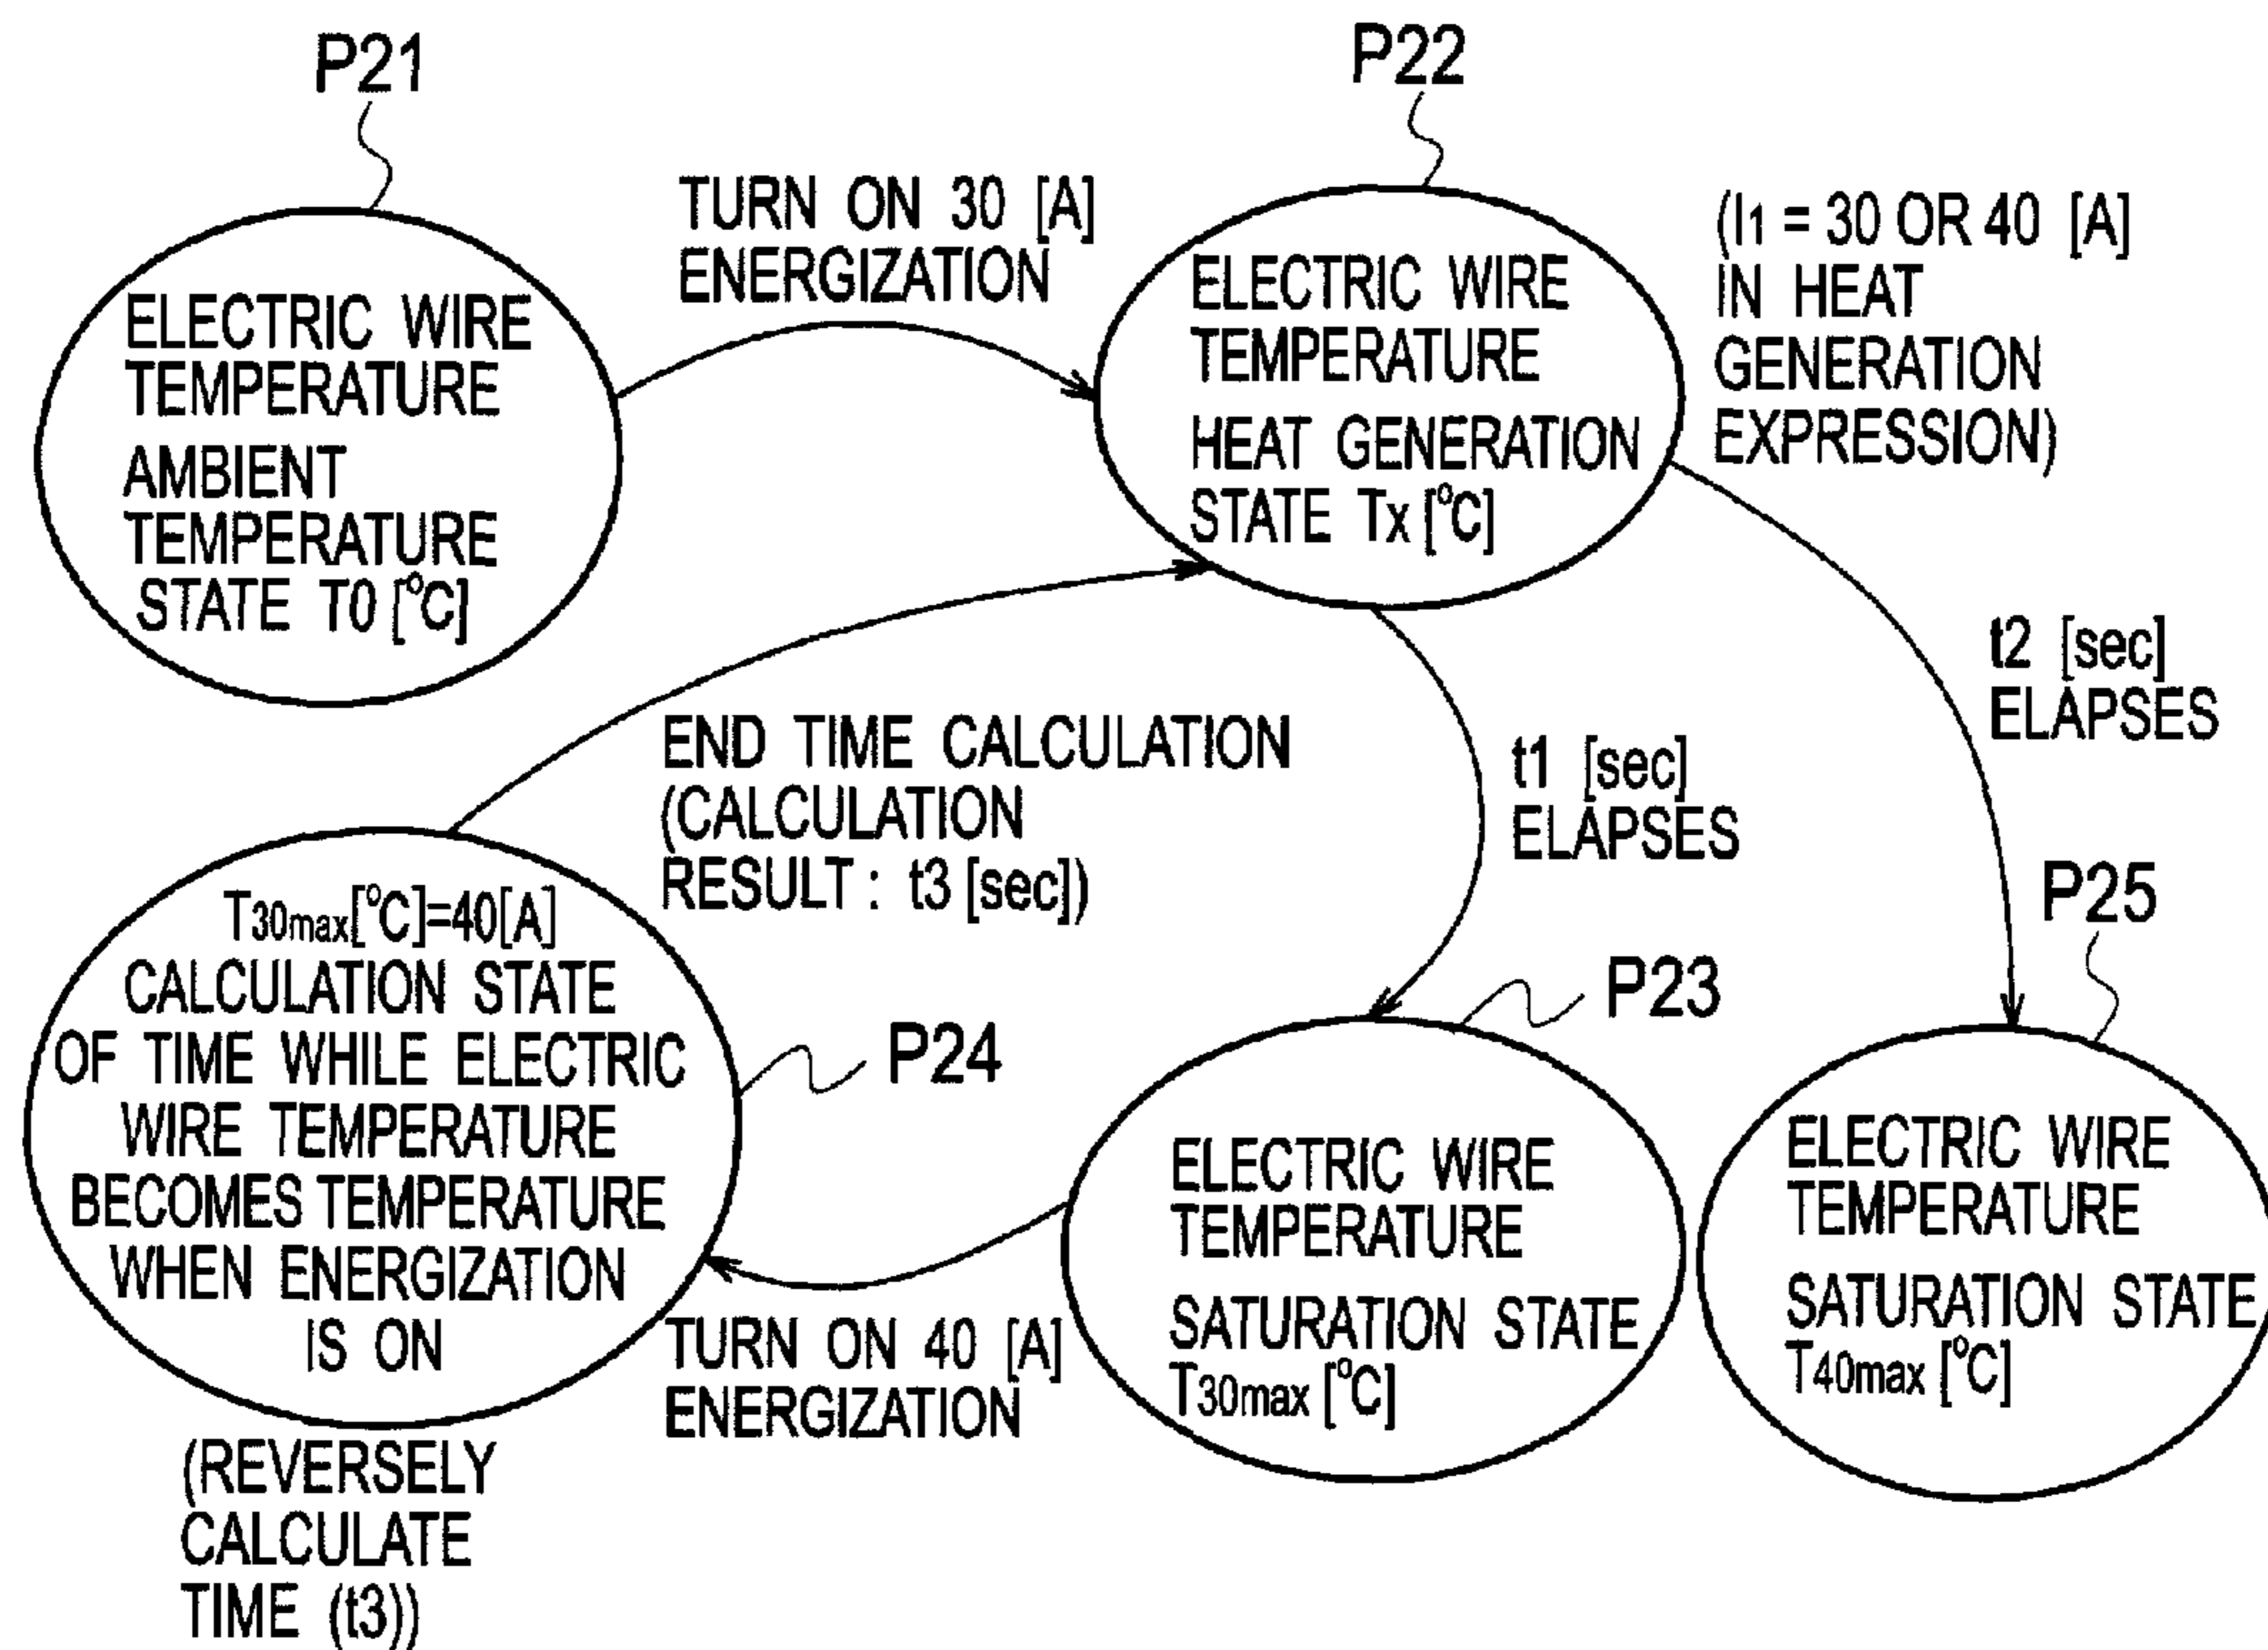 P21
P22
TURN ON 30 [A]
ENERGIZATION
(I1 = 30 OR 40 [A]
IN HEAT
GENERATION
EXPRESSION)
ELECTRIC WIRE
TEMPERATURE
AMBIENT
TEMPERATURE
STATE T0 [°C]
ELECTRIC WIRE
TEMPERATURE
HEAT GENERATION
STATE Tx [°C]
t2 [sec]
ELAPSES
END TIME CALCULATION
(CALCULATION
RESULT : t3 [sec])
t1 [sec]
ELAPSES
P25
P23
P24
T30max[°C]=40[A]
CALCULATION STATE
OF TIME WHILE ELECTRIC
WIRE TEMPERATURE
BECOMES TEMPERATURE
WHEN ENERGIZATION
IS ON
(REVERSELY
CALCULATE
TIME (t3))
TURN ON 40 [A]
ENERGIZATION
ELECTRIC WIRE
TEMPERATURE
SATURATION STATE
T30max [°C]
ELECTRIC WIRE
TEMPERATURE
SATURATION STATE
T40max [°C]